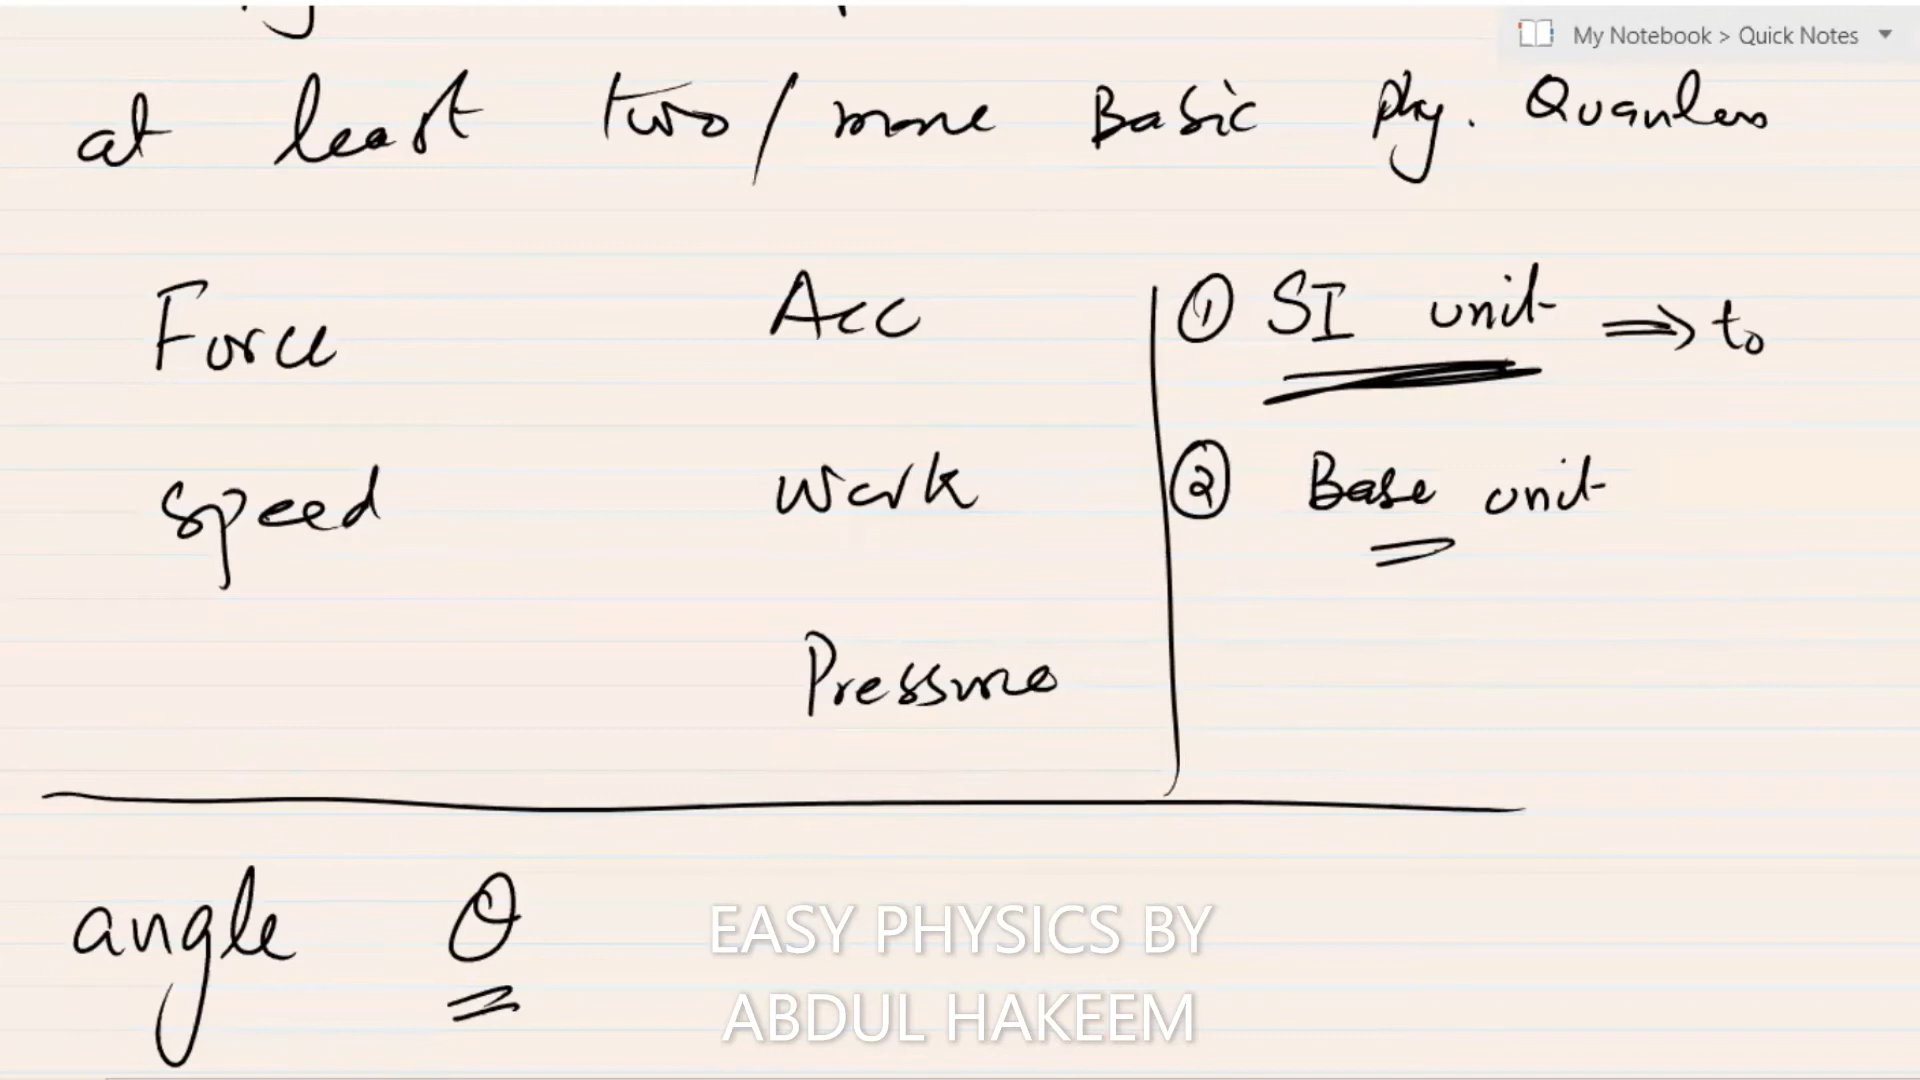 My Notebook > Quick Notes
at least two/more Basic Phy.
Force Acc ① SI unit ⇒ to
speed Work ② Base unit
Pressure
angle θ
EASY PHYSICS BY
ABDUL HAKEEM